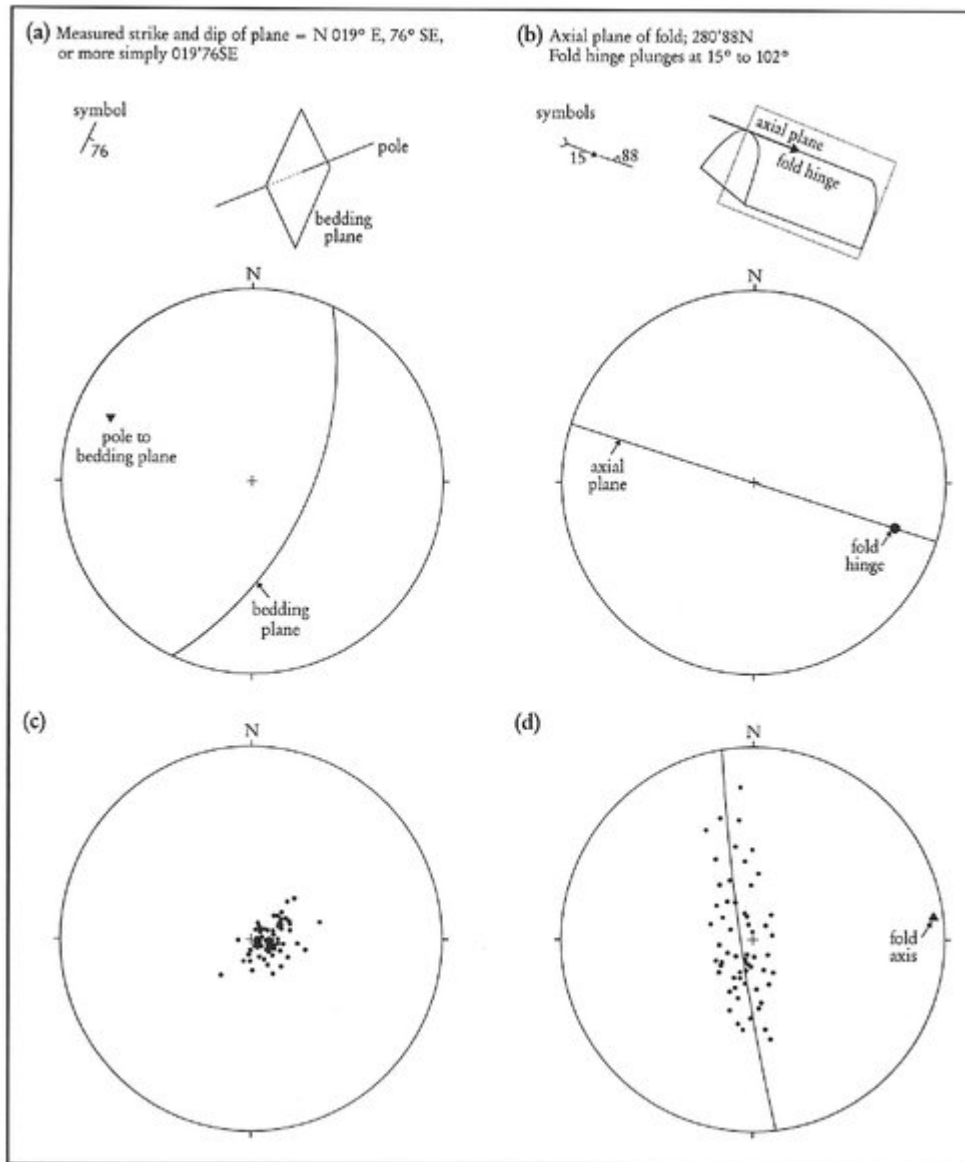 (a) Measured strike and dip of plane – N 019° E, 76° SE,
or more simply 019'76SE
symbol
76
pole
bedding
plane
(b) Axial plane of fold; 280'88N
Fold hinge plunges at 15° to 102°
symbols
15
88
axial plane
fold hinge
N
pole to
bedding plane
bedding
plane
N
axial
plane
fold
hinge
(c)
N
(d)
N
fold
axis